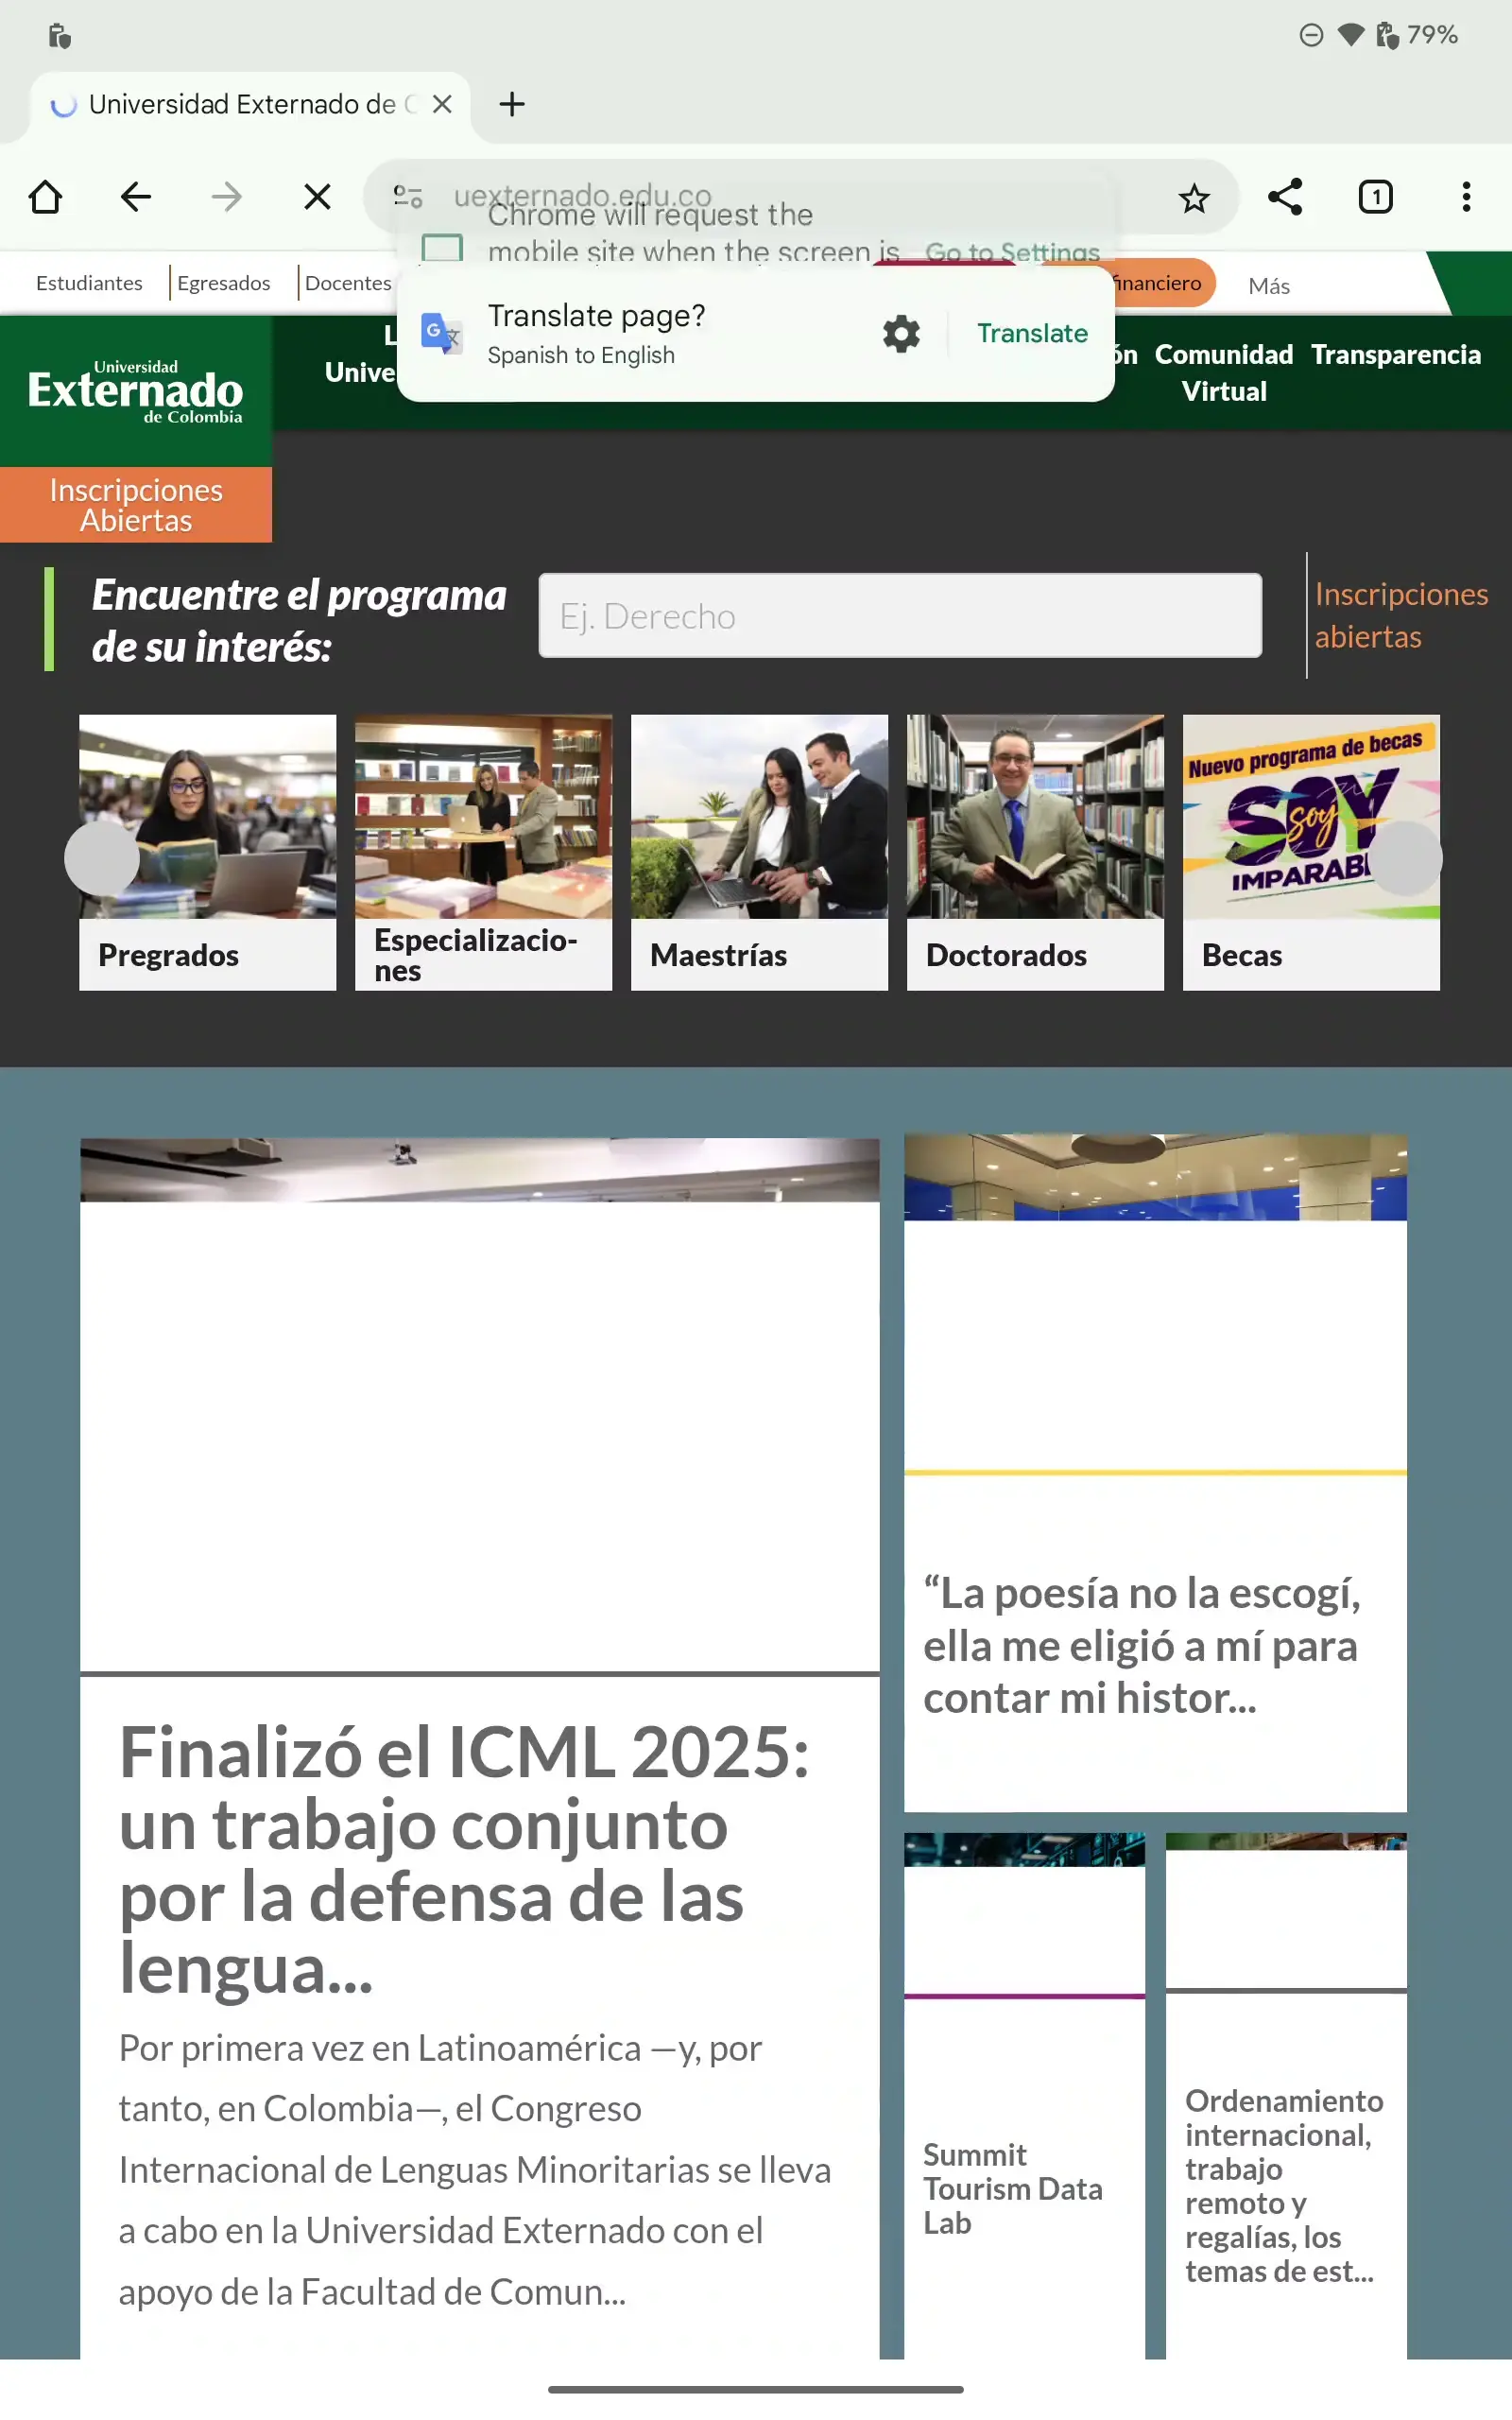 79%
Universidad Externado de
uexternado.edu.co
1
Chrome will request the
mobile site when the screen is
Go to Settings
Estudiantes
Egresados
Docentes
financiero
Más
Translate page?
Spanish to English
Translate
Comunidad
Virtual
Transparencia
Universidad
Externado
de Colombia
Inscripciones
Abiertas
Encuentre el programa
de su interés:
Ej. Derecho
Inscripciones
abiertas
Nuevo programa de becas
SOY
soy
Pregrados
Especializacio-
nes
Maestrías
Doctorados
Becas
“La poesía no la escogí,
ella me eligió a mí para
contar mi histor...
Finalizó el ICML 2025:
un trabajo conjunto
por la defensa de las
lengua...
Por primera vez en Latinoamérica —y, por
tanto, en Colombia—, el Congreso
Internacional de Lenguas Minoritarias se lleva
a cabo en la Universidad Externado con el
apoyo de la Facultad de Comun...
Summit
Tourism Data
Lab
Ordenamiento
internacional,
trabajo
remoto y
regalías, los
temas de est...